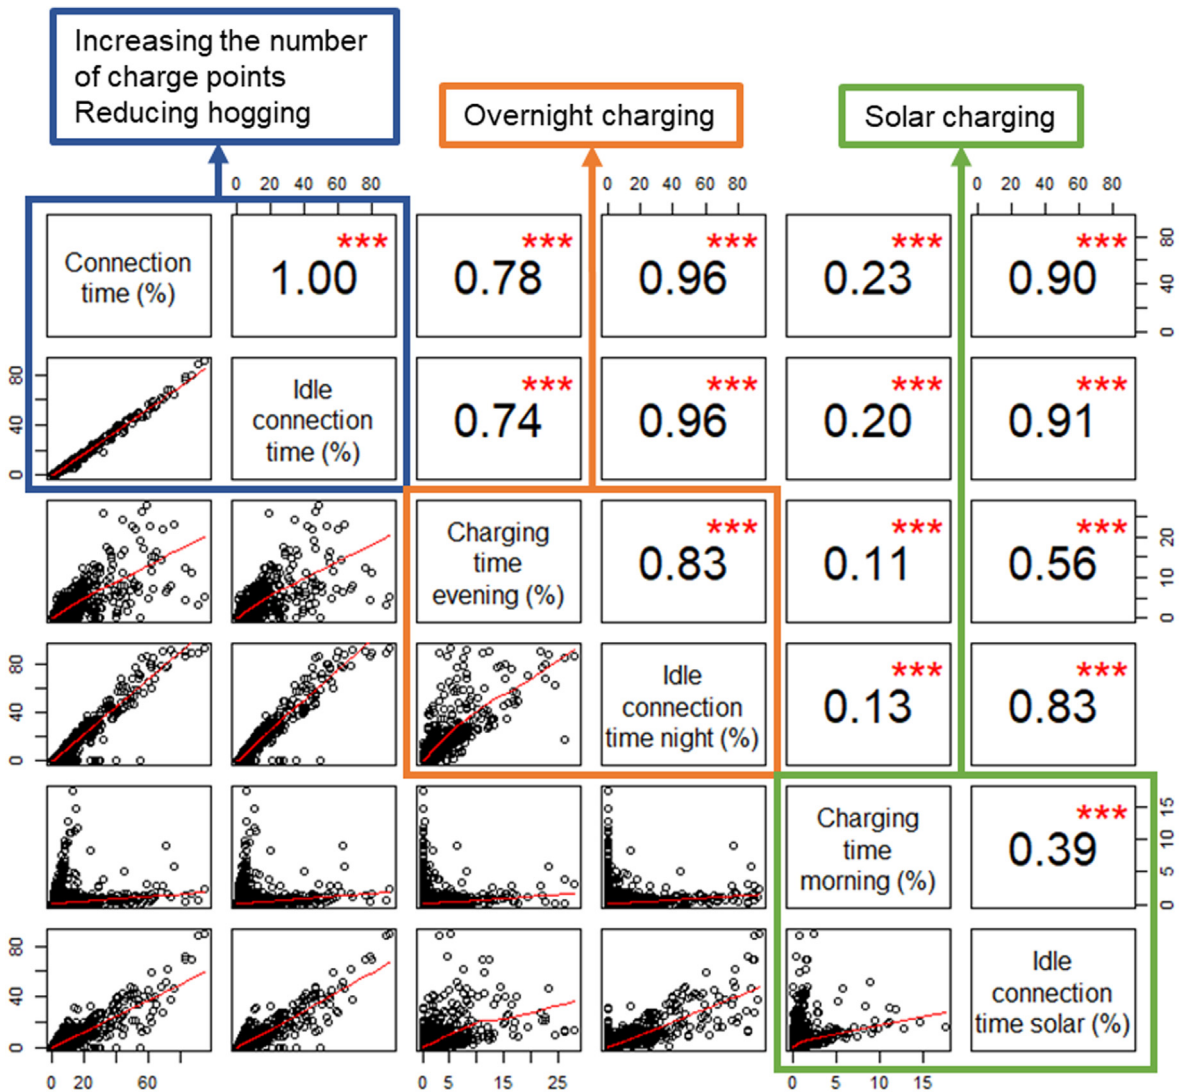 Increasing the number
of charge points
Reducing hogging
Overnight charging
Solar charging
0 20 40 60 80
0 20 40 60 80
0 20 40 60 80
Connection
time (%)
***
1.00
***
0.78
***
0.96
***
0.23
***
0.90
0 40 80
0 40 80
Idle
connection
time (%)
***
0.74
***
0.96
***
0.20
***
0.91
Charging
time
evening (%)
***
0.83
***
0.11
***
0.56
0 10 20
0 40 80
Idle
connection
time night (%)
***
0.13
***
0.83
Charging
time
morning (%)
***
0.39
0 5 10 15
0 40 80
Idle
connection
time solar (%)
0 20 60
0 5 15 25
0 5 10 15